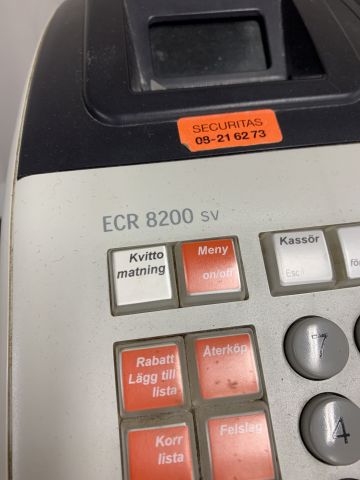 SECURITAS
08-21 62 73
ECR 8200 SV
Kvitto
matning
Meny
on/off
Kassör
Esc
Rabatt
Lägg till
lista
Återköp
7
Korr
lista
Felslag
4